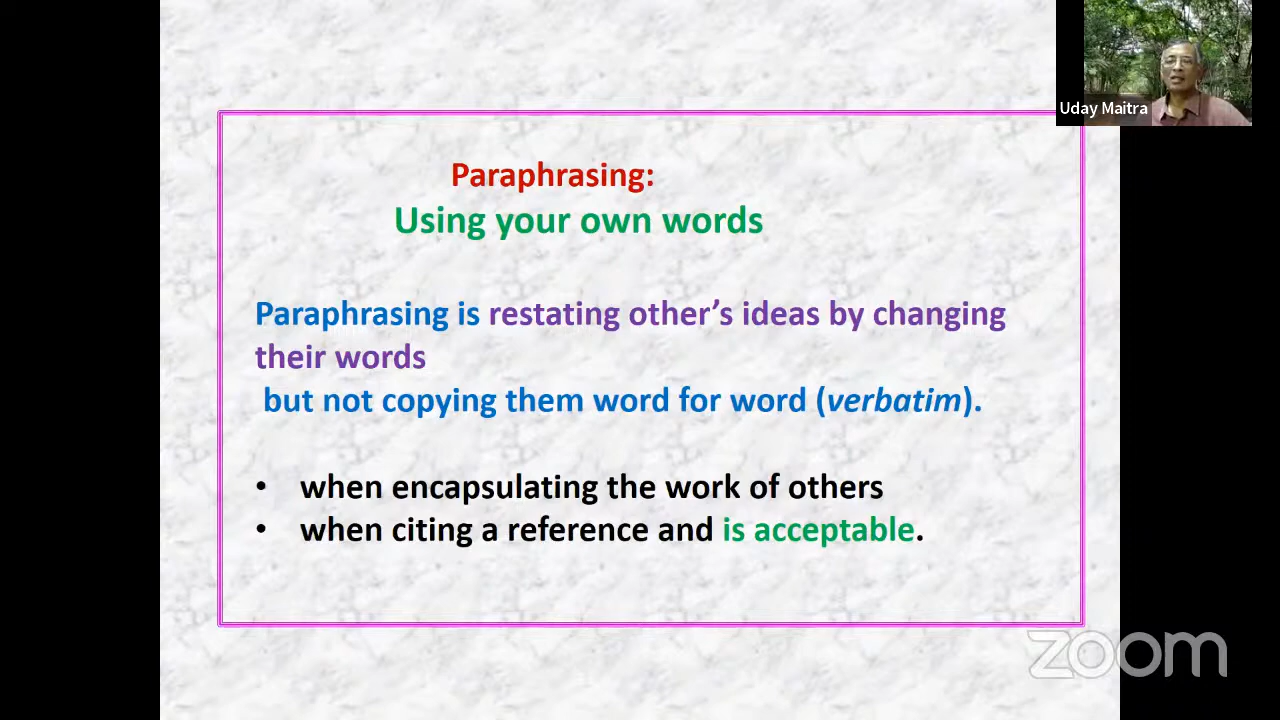 Uday Maitra
Paraphrasing:
Using your own words
Paraphrasing is restating other’s ideas by changing
their words
but not copying them word for word (verbatim).
• when encapsulating the work of others
• when citing a reference and is acceptable.
zoom